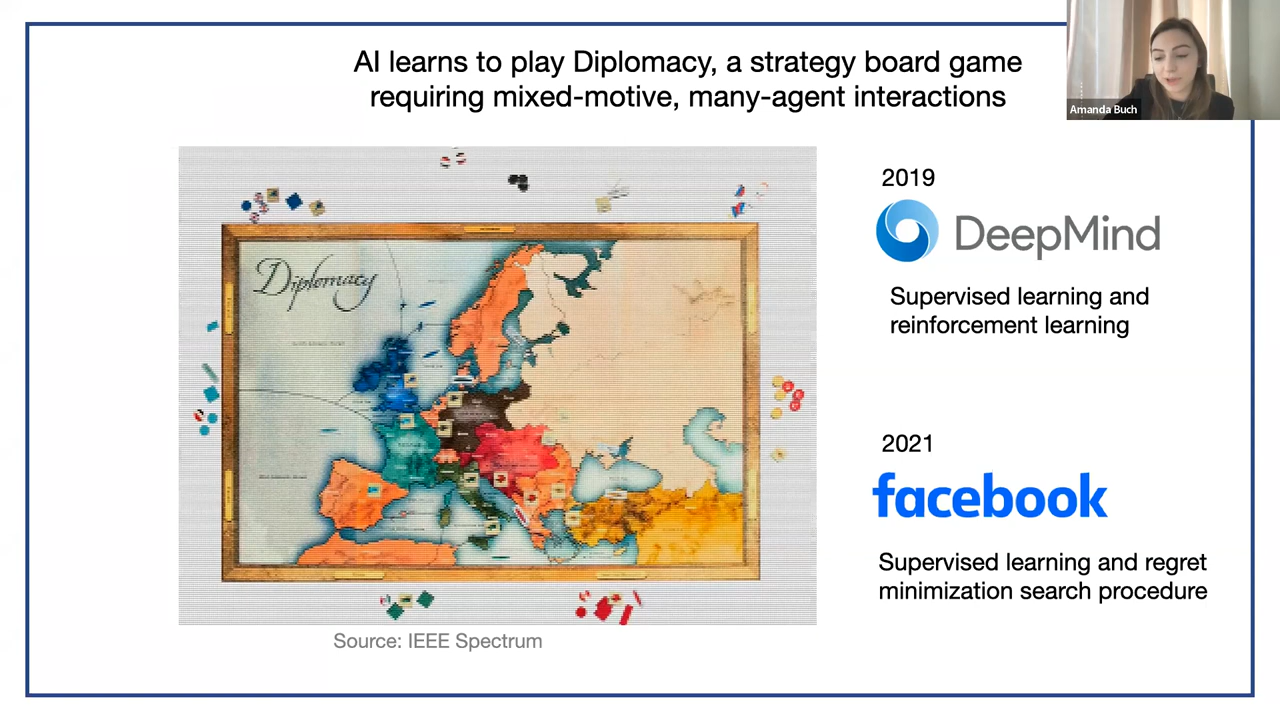 AI learns to play Diplomacy, a strategy board game
requiring mixed-motive, many-agent interactions
Amanda Buch
Diplomacy
2019
DeepMind
Supervised learning and
reinforcement learning
2021
facebook
Supervised learning and regret
minimization search procedure
Source: IEEE Spectrum